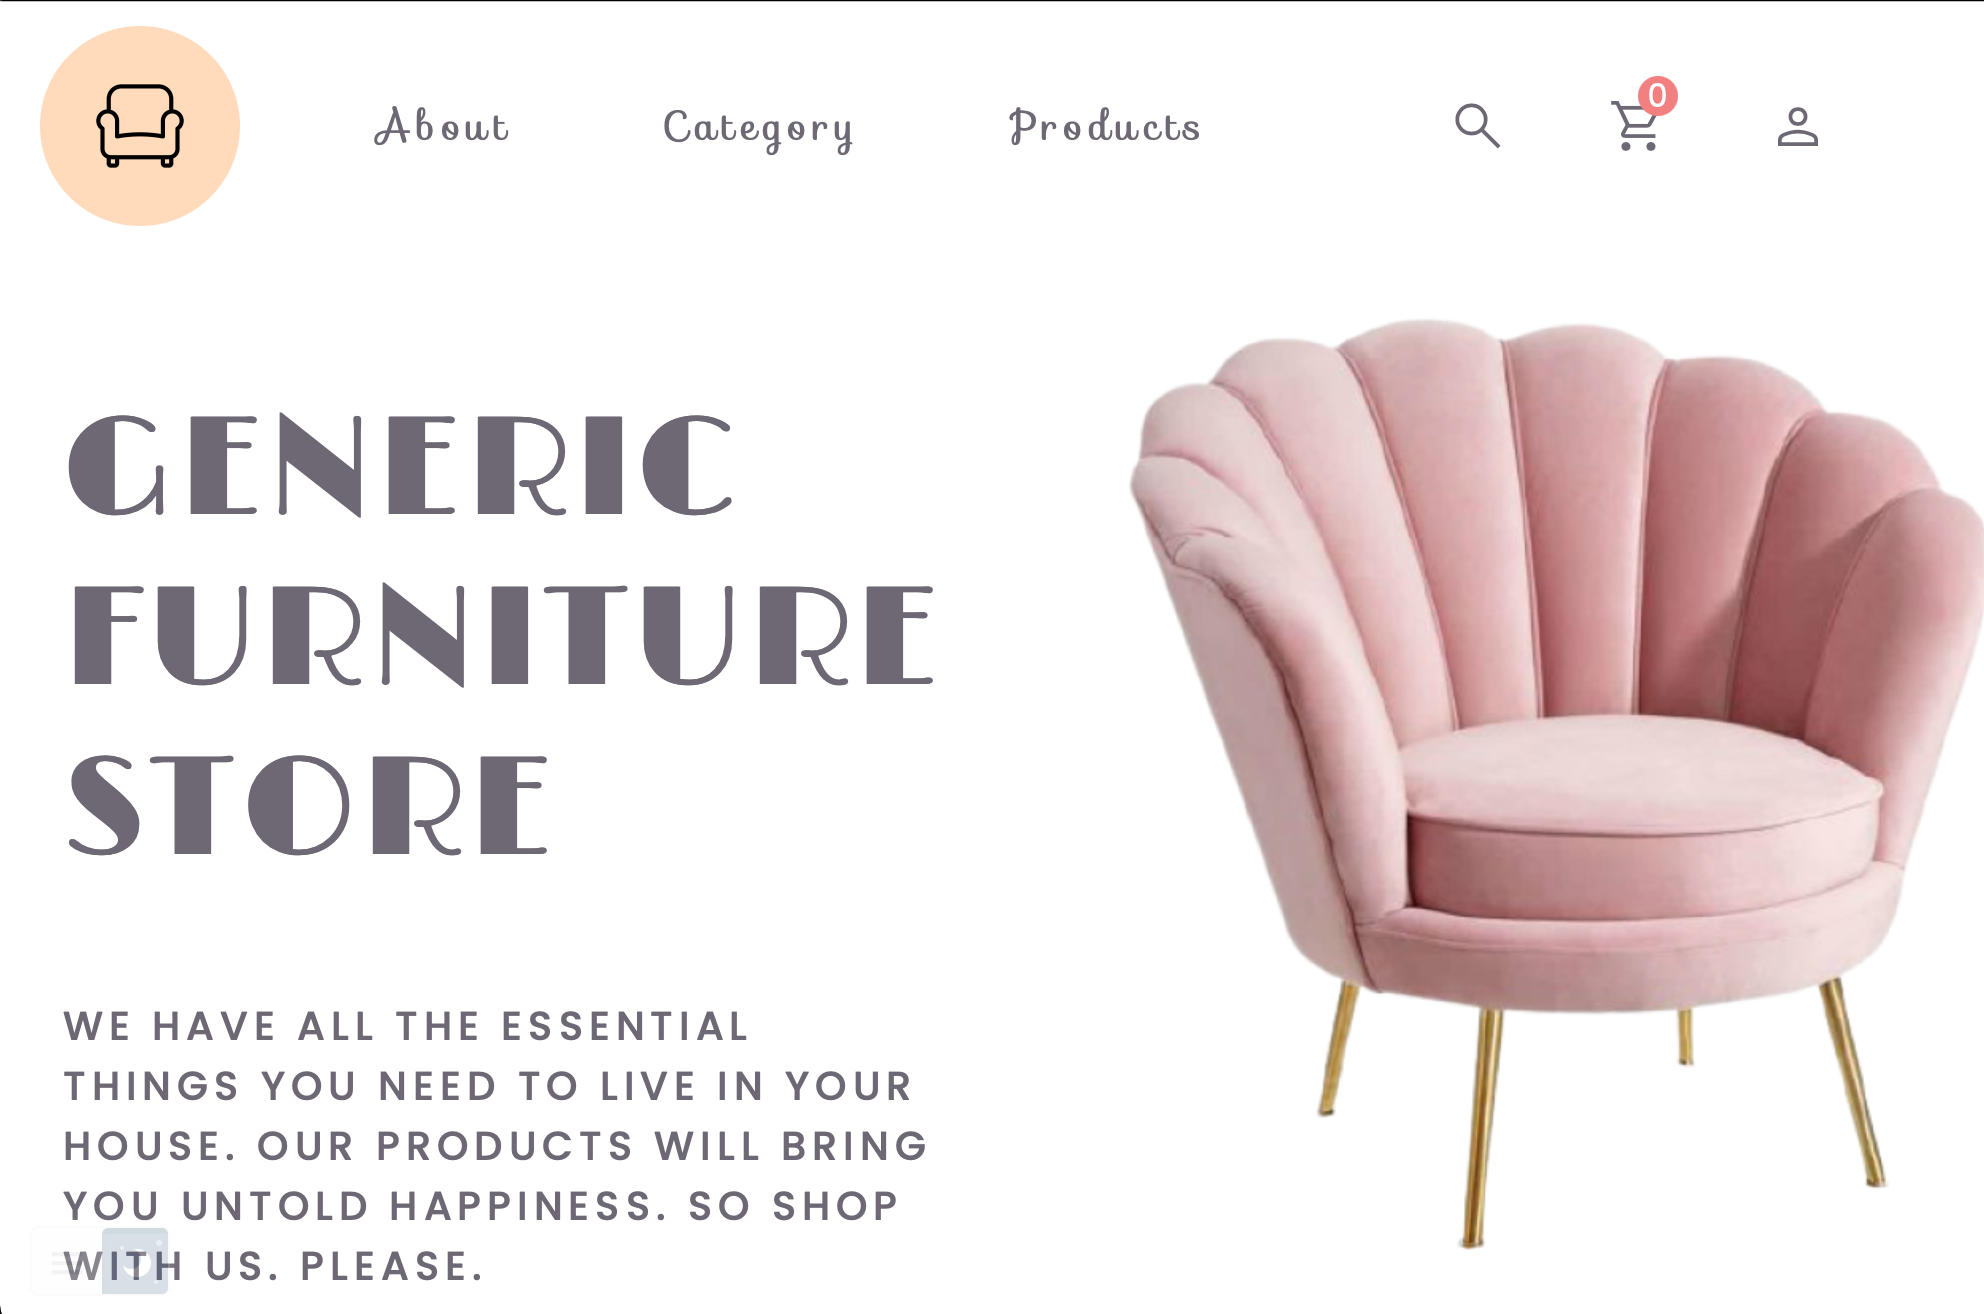 About Category Products 0
GENERIC
FURNITURE
STORE
WE HAVE ALL THE ESSENTIAL
THINGS YOU NEED TO LIVE IN YOUR
HOUSE. OUR PRODUCTS WILL BRING
YOU UNTOLD HAPPINESS. SO SHOP
WITH US. PLEASE.